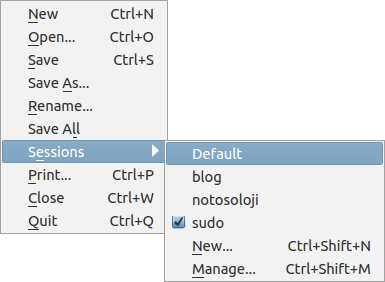 New Ctrl+N
Open... Ctrl+O
Save Ctrl+S
Save As...
Rename...
Save All
Sessions
Print... Ctrl+P
Close Ctrl+W
Quit Ctrl+Q
Default
blog
notosoloji
sudo
New... Ctrl+Shift+N
Manage... Ctrl+Shift+M